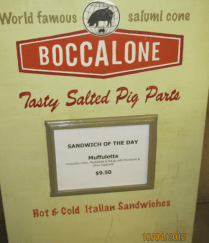 World famous salumi cone
BOCCALONE
Tasty Salted Pig Parts
SANDWICH OF THE DAY
Muffuletta
$9.50
Hot & Cold Italian Sandwiches